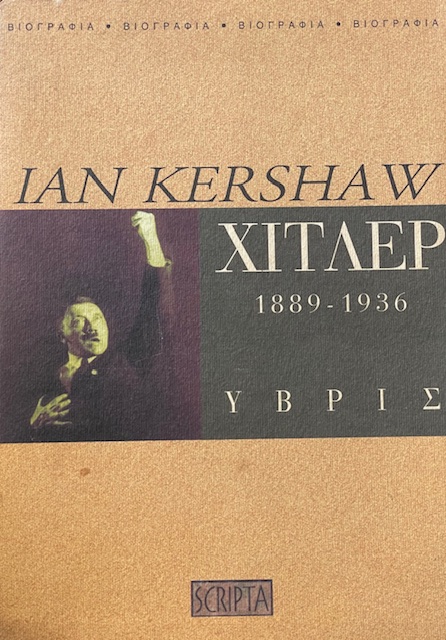 ΒΙΟΓΡΑΦΙΑ • ΒΙΟΓΡΑΦΙΑ • ΒΙΟΓΡΑΦΙΑ • ΒΙΟΓΡΑΦΙΑ
IAN KERSHAW
ΧΙΤΛΕΡ
1889 - 1936
ΥΒΡΙΣ
SCRIPTA